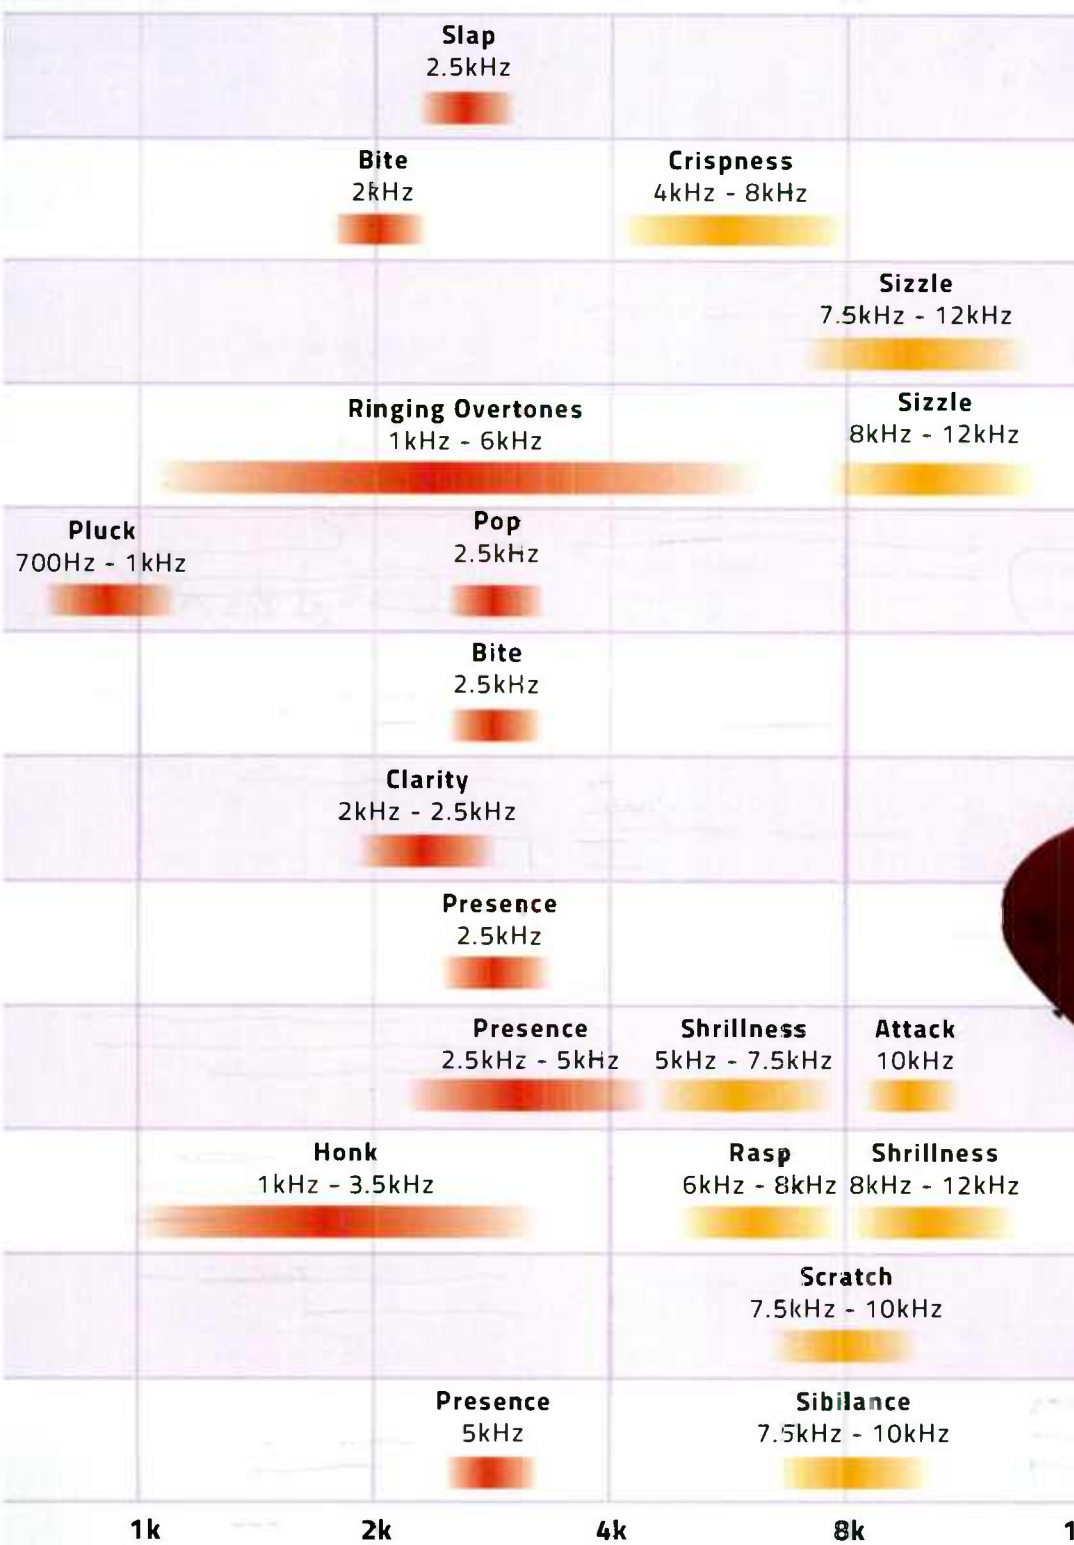 Slap
2.5kHz
Bite
2kHz
Crispness
4kHz - 8kHz
Sizzle
7.5kHz - 12kHz
Ringing Overtones
1kHz - 6kHz
Sizzle
8kHz - 12kHz
Pluck
700Hz - 1kHz
Pop
2.5kHz
Bite
2.5kHz
Clarity
2kHz - 2.5kHz
Presence
2.5kHz
Presence
2.5kHz - 5kHz
Shrillness
5kHz - 7.5kHz
Attack
10kHz
Honk
1kHz - 3.5kHz
Rasp
6kHz - 8kHz
Shrillness
8kHz - 12kHz
Scratch
7.5kHz - 10kHz
Presence
5kHz
Sibilance
7.5kHz - 10kHz
1k 2k 4k 8k 1